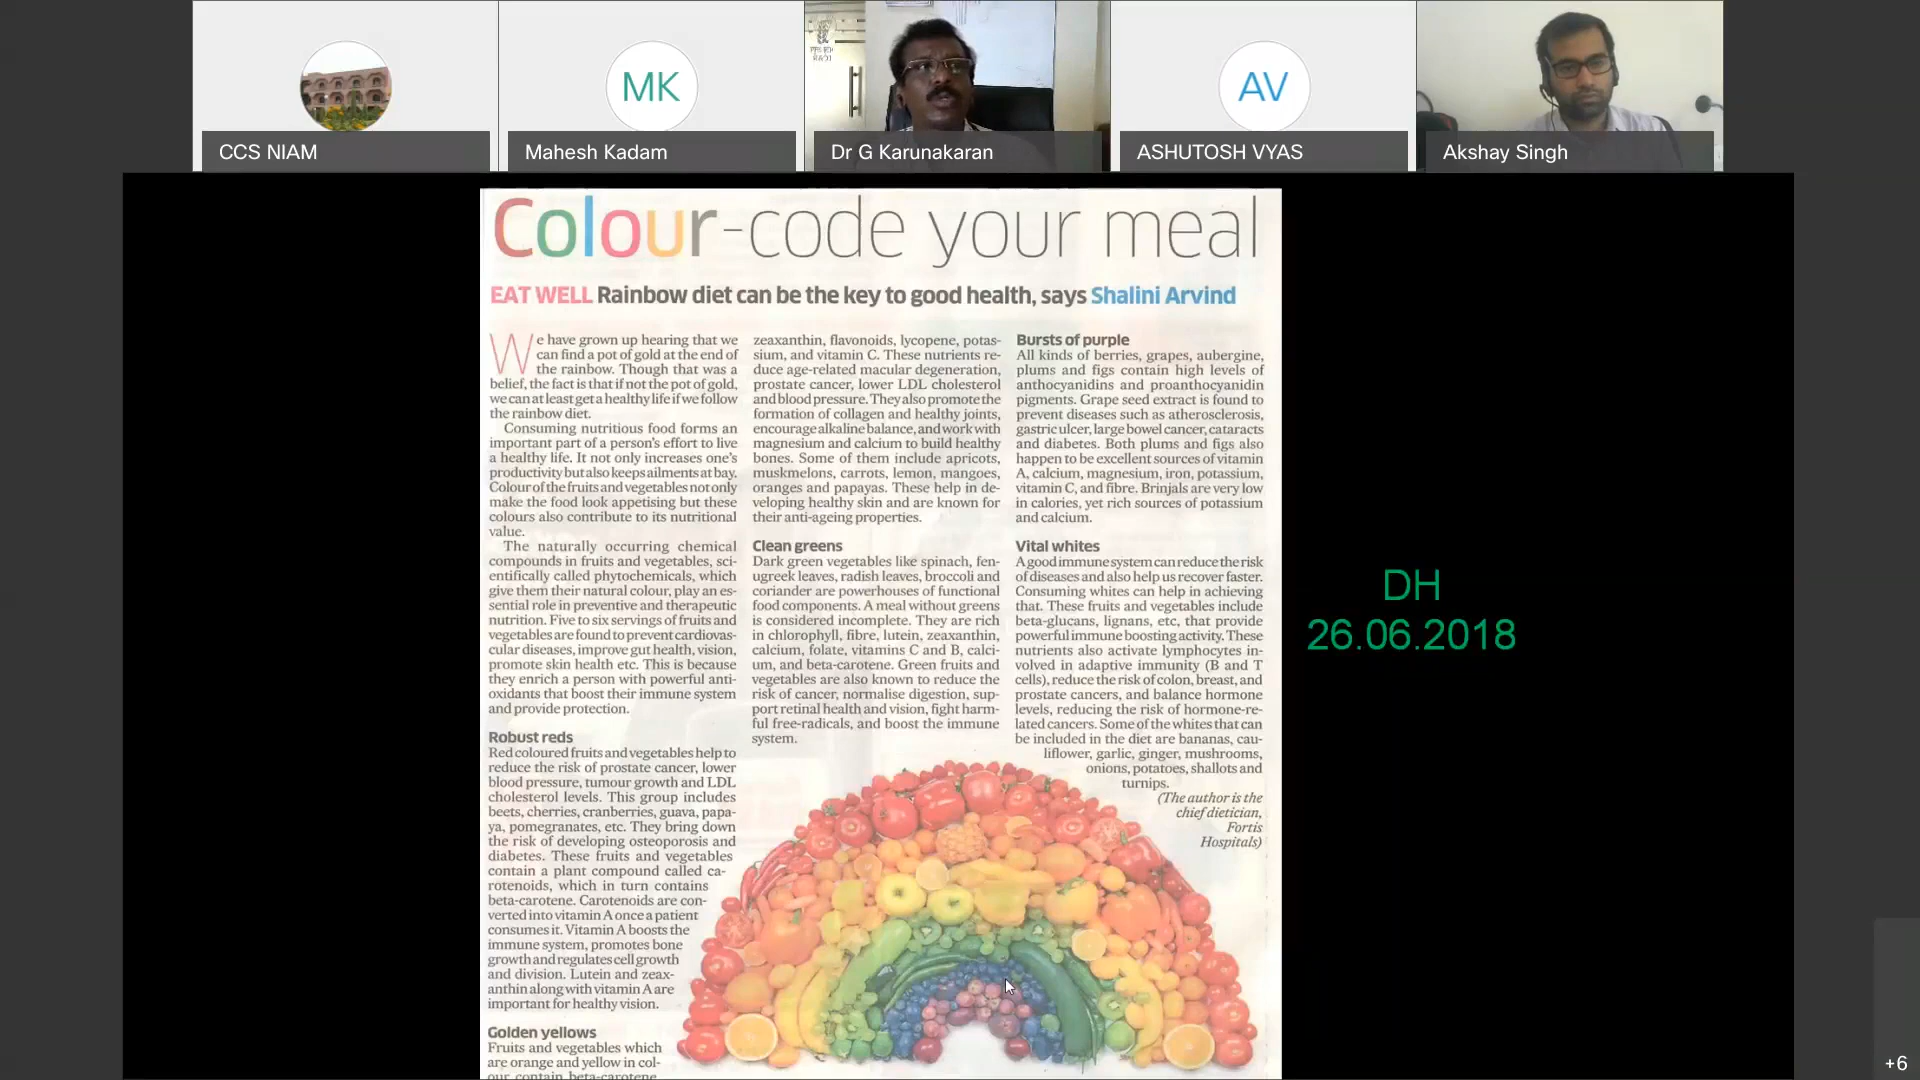 CCS NIAM
MK
Mahesh Kadam
Dr G Karunakaran
AV
ASHUTOSH VYAS
Akshay Singh
Colour-code your meal
EAT WELL Rainbow diet can be the key to good health, says Shalini Arvind
We have grown up hearing that we
can find a pot of gold at the end of
the rainbow. Though that was a
belief, the fact is that if not the pot of gold,
we can at least get a healthy life if we follow
the rainbow diet.
Consuming nutritious food forms an
important part of a person's effort to live
a healthy life. It not only increases one's
productivity but also keeps ailments at bay.
Colour of the fruits and vegetables not only
make the food look appetising but these
colours also contribute to its nutritional
value.
The naturally occurring chemical
compounds in fruits and vegetables, sci-
entifically called phytochemicals, which
give them their natural colour, play an es-
sential role in preventive and therapeutic
nutrition. Five to six servings of fruits and
vegetables are found to prevent cardiovas-
cular diseases, improve gut health, vision,
promote skin health etc. This is because
they enrich a person with powerful anti-
oxidants that boost their immune system
and provide protection.
Robust reds
Red coloured fruits and vegetables help to
reduce the risk of prostate cancer, lower
blood pressure, tumour growth and LDL
cholesterol levels. This group includes
beets, cherries, cranberries, guava, papa-
ya, pomegranates, etc. They bring down
the risk of developing osteoporosis and
diabetes. These fruits and vegetables
contain a plant compound called ca-
rotenoids, which in turn contains
beta-carotene. Carotenoids are con-
verted into vitamin A once a patient
consumes it. Vitamin A boosts the
immune system, promotes bone
growth and regulates cell growth
and division. Lutein and zeax-
anthin along with vitamin A are
important for healthy vision.
Golden yellows
Fruits and vegetables which
are orange and yellow in col-
our contain beta-carotene
zeaxanthin, flavonoids, lycopene, potas-
sium, and vitamin C. These nutrients re-
duce age-related macular degeneration,
prostate cancer, lower LDL cholesterol
and blood pressure. They also promote the
formation of collagen and healthy joints,
encourage alkaline balance, and work with
magnesium and calcium to build healthy
bones. Some of them include apricots,
muskmelons, carrots, lemon, mangoes,
oranges and papayas. These help in de-
veloping healthy skin and are known for
their anti-ageing properties.
Clean greens
Dark green vegetables like spinach, fen-
ugreek leaves, radish leaves, broccoli and
coriander are powerhouses of functional
food components. A meal without greens
is considered incomplete. They are rich
in chlorophyll, fibre, lutein, zeaxanthin,
calcium, folate, vitamins C and B, calci-
um, and beta-carotene. Green fruits and
vegetables are also known to reduce the
risk of cancer, normalise digestion, sup-
port retinal health and vision, fight harm-
ful free-radicals, and boost the immune
system.
Bursts of purple
All kinds of berries, grapes, aubergine,
plums and figs contain high levels of
anthocyanidins and proanthocyanidin
pigments. Grape seed extract is found to
prevent diseases such as atherosclerosis,
gastric ulcer, large bowel cancer, cataracts
and diabetes. Both plums and figs also
happen to be excellent sources of vitamin
A, calcium, magnesium, iron, potassium,
vitamin C, and fibre. Brinjals are very low
in calories, yet rich sources of potassium
and calcium.
Vital whites
A good immune system can reduce the risk
of diseases and also help us recover faster.
Consuming whites can help in achieving
that. These fruits and vegetables include
beta-glucans, lignans, etc, that provide
powerful immune boosting activity. These
nutrients also activate lymphocytes in-
volved in adaptive immunity (B and T
cells), reduce the risk of colon, breast, and
prostate cancers, and balance hormone
levels, reducing the risk of hormone-re-
lated cancers. Some of the whites that can
be included in the diet are bananas, cau-
liflower, garlic, ginger, mushrooms,
onions, potatoes, shallots and
turnips.
(The author is the
chief dietician,
Fortis
Hospitals)
DH
26.06.2018
+6